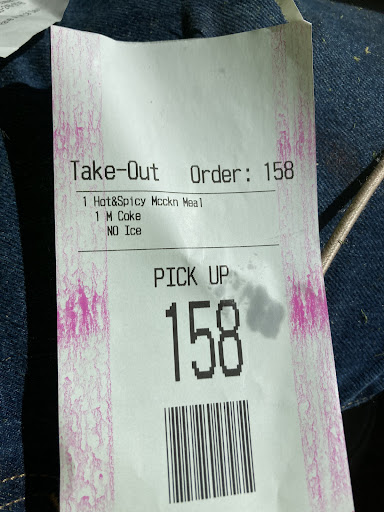 Take-Out Order: 158
1 Hot&Spicy Mcckn Meal
1 M Coke
NO Ice
PICK UP
158